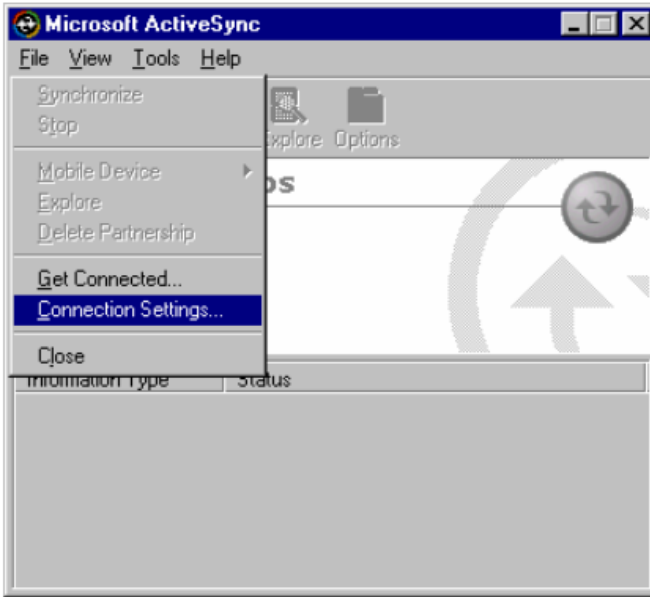 Microsoft ActiveSync
File View Tools Help
Synchronize
Stop
Explore Options
Mobile Device
Explore
Delete Partnership
Get Connected...
Connection Settings...
Close
Information Type Status